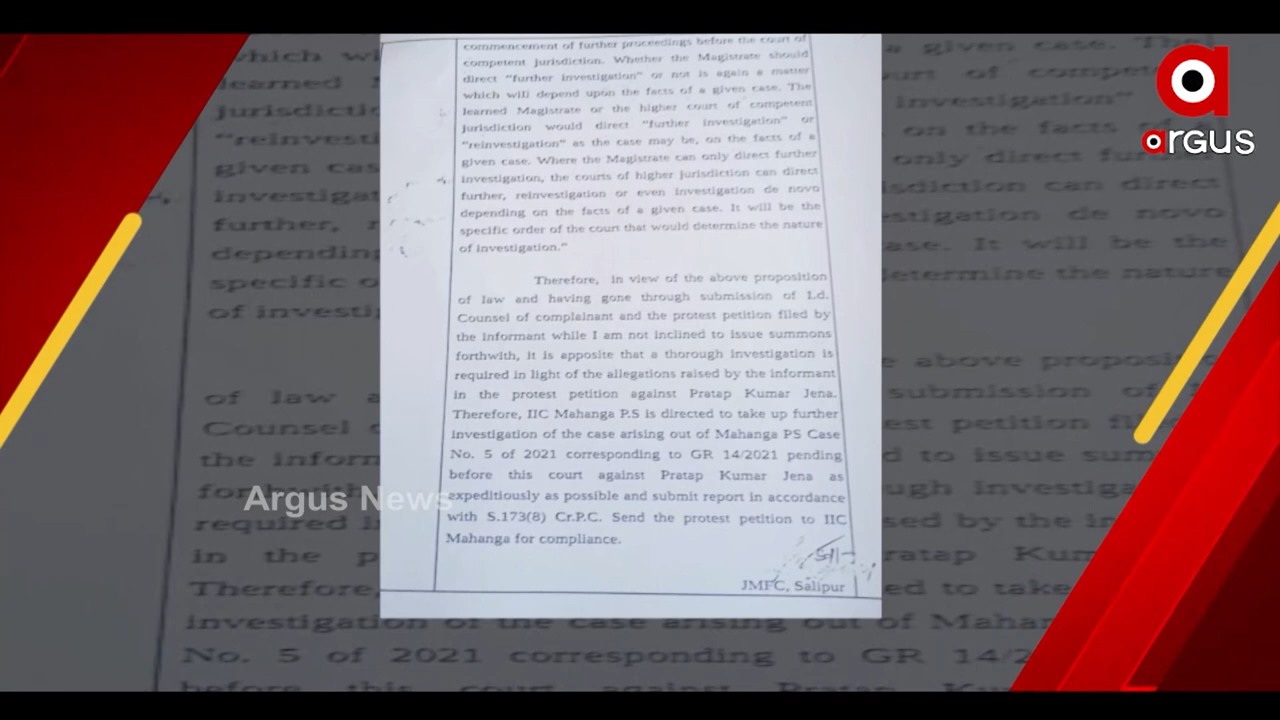 commencement of further proceedings before the court of
competent jurisdiction. Whether the Magistrate should
direct "further investigation" or not is again a matter
which will depend upon the facts of a given case. The
learned Magistrate or the higher court of competent
jurisdiction would direct "further investigation" or
"reinvestigation" as the case may be, on the facts of a
given case. Where the Magistrate can only direct further
investigation, the courts of higher jurisdiction can direct
further, reinvestigation or even investigation de novo
depending on the facts of a given case. It will be the
specific order of the court that would determine the nature
of investigation."
Therefore, in view of the above proposition
of law and having gone through submission of Ld.
Counsel of complainant and the protest petition filed by
the informant while I am not inclined to issue summons
forthwith, it is apposite that a thorough investigation is
required in light of the allegations raised by the informant
in the protest petition against Pratap Kumar Jena.
Therefore, IIC Mahanga P.S is directed to take up further
investigation of the case arising out of Mahanga PS Case
No. 5 of 2021 corresponding to GR 14/2021 pending
before this court against Pratap Kumar Jena as
expeditiously as possible and submit report in accordance
with S.173(8) Cr.P.C. Send the protest petition to IIC
Mahanga for compliance.
Sd/-
JMFC, Salipur
argus
Argus News